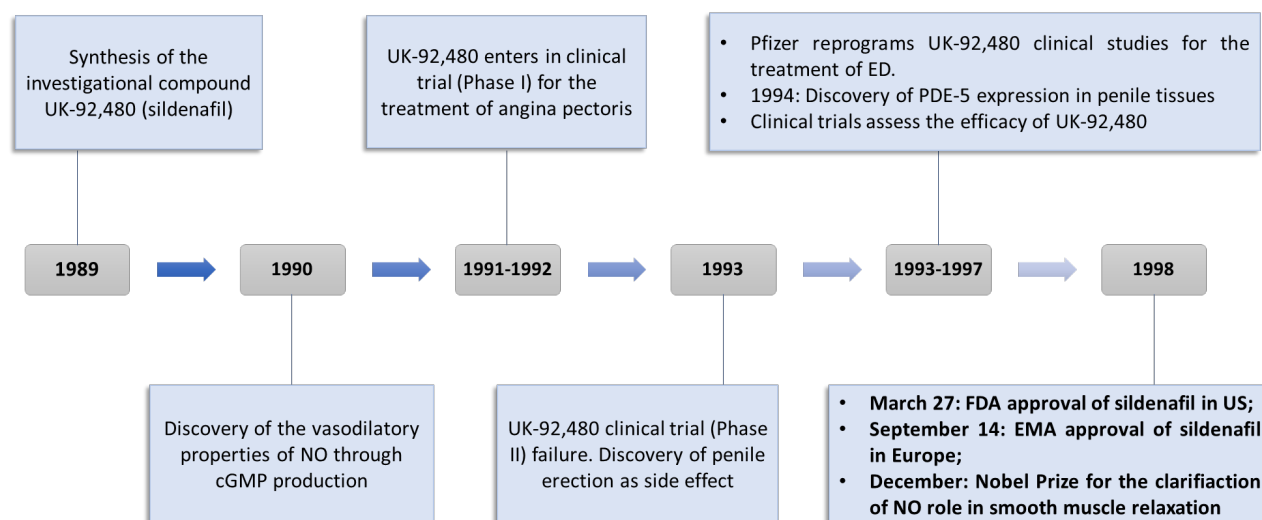 Synthesis of the
investigational compound
UK-92,480 (sildenafil)
UK-92,480 enters in clinical
trial (Phase I) for the
treatment of angina pectoris
• Pfizer reprograms UK-92,480 clinical studies for the
treatment of ED.
• 1994: Discovery of PDE-5 expression in penile tissues
• Clinical trials assess the efficacy of UK-92,480
1989
1990
1991-1992
1993
1993-1997
1998
Discovery of the vasodilatory
properties of NO through
cGMP production
UK-92,480 clinical trial (Phase
II) failure. Discovery of penile
erection as side effect
• March 27: FDA approval of sildenafil in US;
• September 14: EMA approval of sildenafil
in Europe;
• December: Nobel Prize for the clarifiaction
of NO role in smooth muscle relaxation